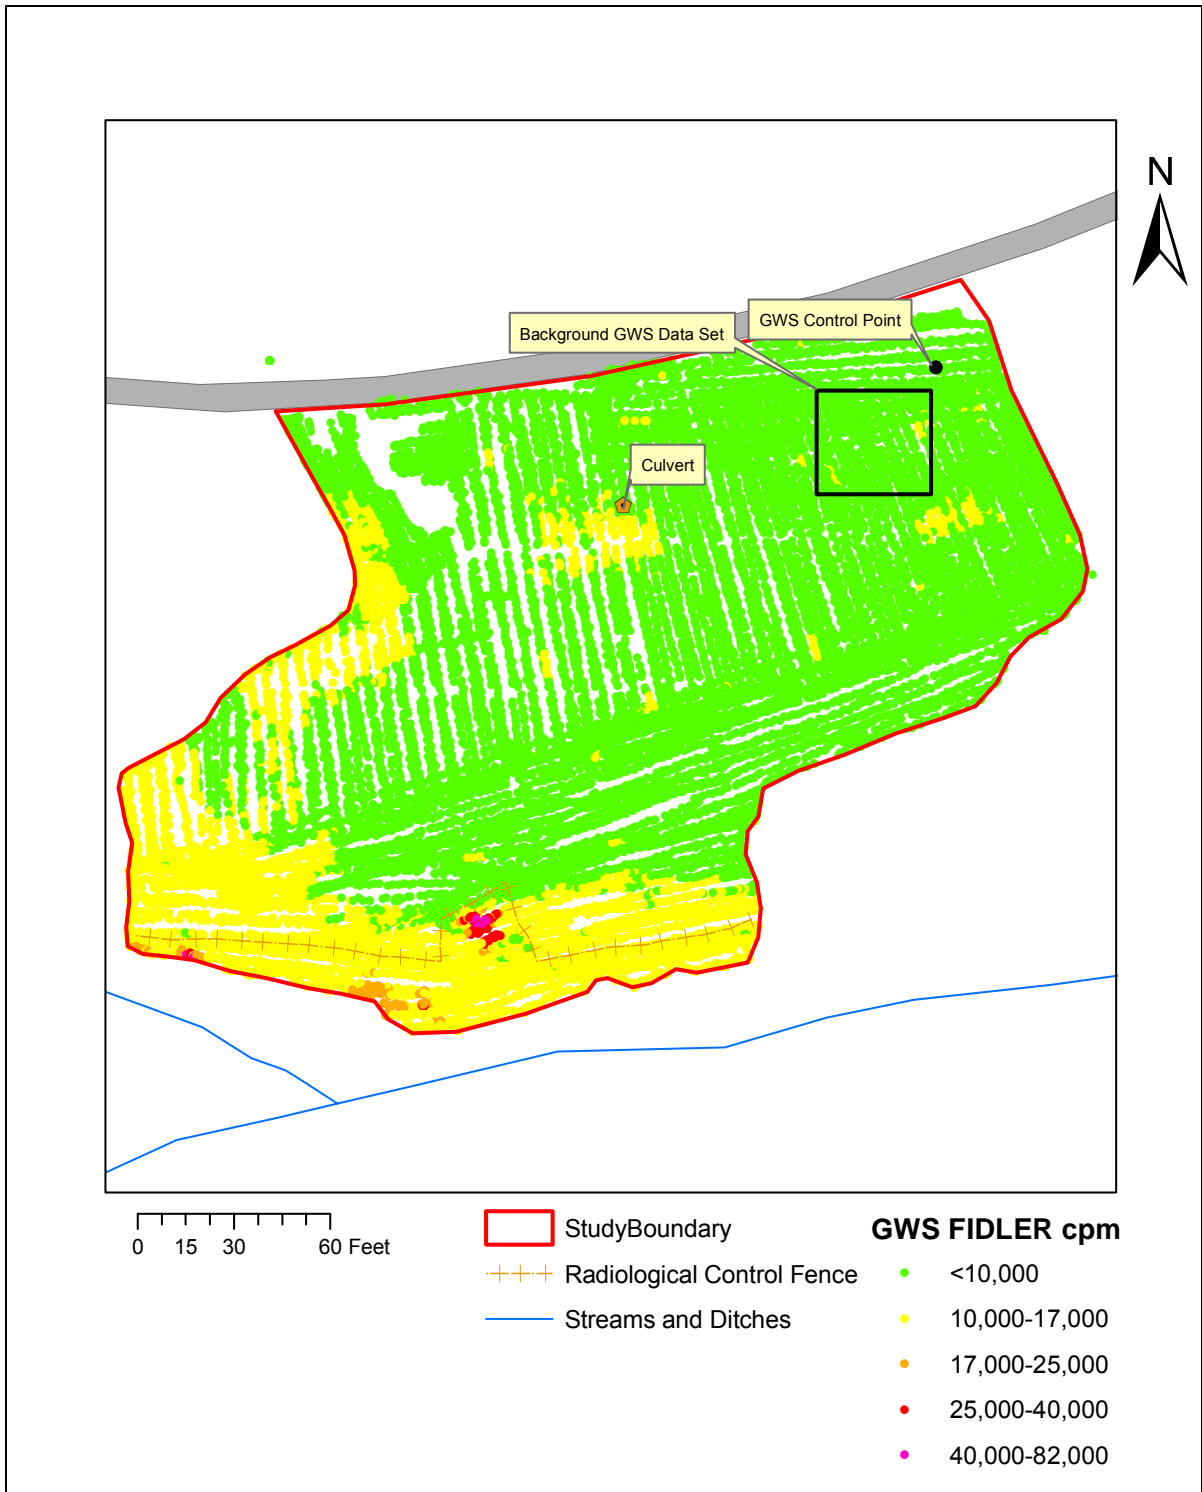 N
GWS Control Point
Background GWS Data Set
Culvert
0 15 30 60 Feet
StudyBoundary
Radiological Control Fence
Streams and Ditches
GWS FIDLER cpm
<10,000
10,000-17,000
17,000-25,000
25,000-40,000
40,000-82,000